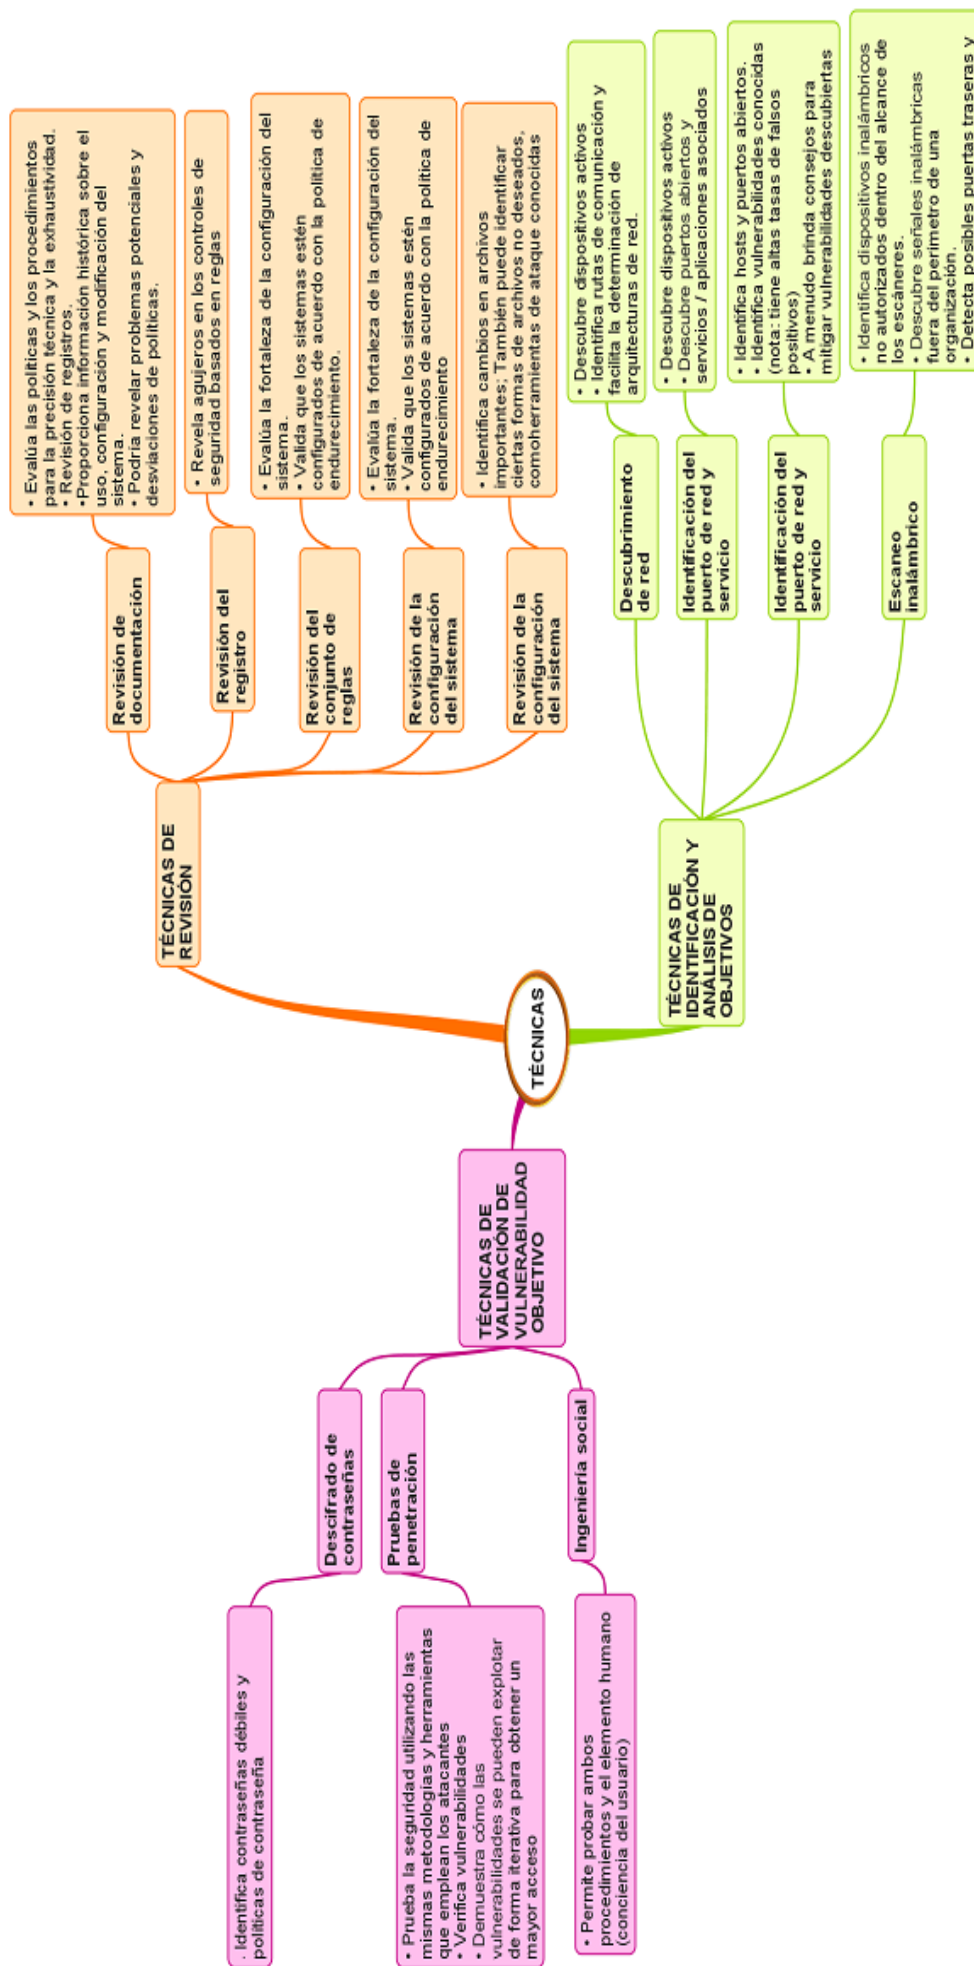 TÉCNICAS
TÉCNICAS DE
REVISIÓN
Revisión de
documentación
• Evalúa las políticas y los procedimientos
para la precisión técnica y la exhaustividad.
• Revisión de registros.
•Proporciona información histórica sobre el
uso, configuración y modificación del
sistema.
• Podría revelar problemas potenciales y
desviaciones de políticas.
Revisión del
registro
• Revela agujeros en los controles de
seguridad basados en reglas
Revisión del
conjunto de
reglas
• Evalúa la fortaleza de la configuración del
sistema.
• Valida que los sistemas estén
configurados de acuerdo con la política de
endurecimiento.
Revisión de la
configuración
del sistema
• Evalúa la fortaleza de la configuración del
sistema.
• Valida que los sistemas estén
configurados de acuerdo con la política de
endurecimiento
Revisión de la
configuración
del sistema
• Identifica cambios en archivos
importantes; También puede identificar
ciertas formas de archivos no deseados,
comoherramientas de ataque conocidas
TÉCNICAS DE
IDENTIFICACIÓN Y
ANÁLISIS DE
OBJETIVOS
Descubrimiento
de red
• Descubre dispositivos activos
• Identifica rutas de comunicación y
facilita la determinación de
arquitecturas de red.
Identificación del
puerto de red y
servicio
• Descubre dispositivos activos
• Descubre puertos abiertos y
servicios / aplicaciones asociados
Identificación del
puerto de red y
servicio
• Identifica hosts y puertos abiertos.
• Identifica vulnerabilidades conocidas
(nota: tiene altas tasas de falsos
positivos)
• A menudo brinda consejos para
mitigar vulnerabilidades descubiertas
Escaneo
inalámbrico
• Identifica dispositivos inalámbricos
no autorizados dentro del alcance de
los escáneres.
• Descubre señales inalámbricas
fuera del perímetro de una
organización.
• Detecta posibles puertas traseras y
TÉCNICAS DE
VALIDACIÓN DE
VULNERABILIDAD
OBJETIVO
Descifrado de
contraseñas
. Identifica contraseñas débiles y
políticas de contraseña
Pruebas de
penetración
• Prueba la seguridad utilizando las
mismas metodologías y herramientas
que emplean los atacantes
• Verifica vulnerabilidades
• Demuestra cómo las
vulnerabilidades se pueden explotar
de forma iterativa para obtener un
mayor acceso
Ingeniería social
• Permite probar ambos
procedimientos y el elemento humano
(conciencia del usuario)